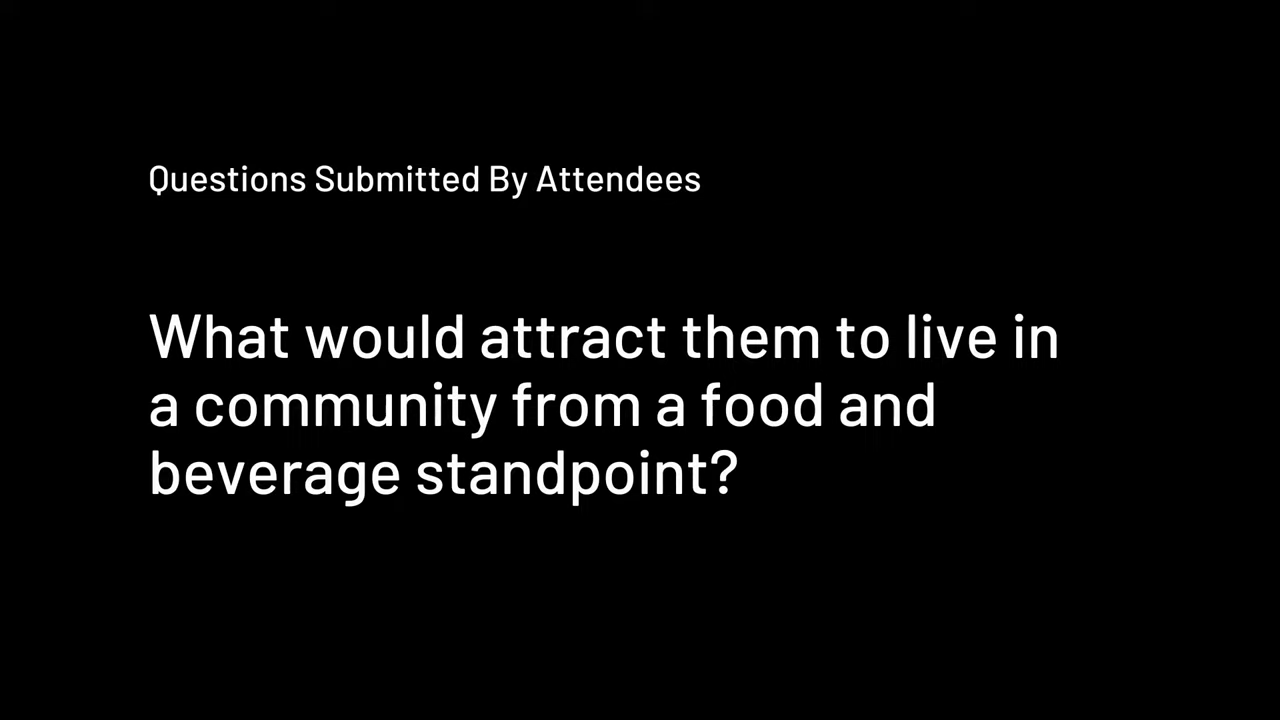 Questions Submitted By Attendees
What would attract them to live in
a community from a food and
beverage standpoint?